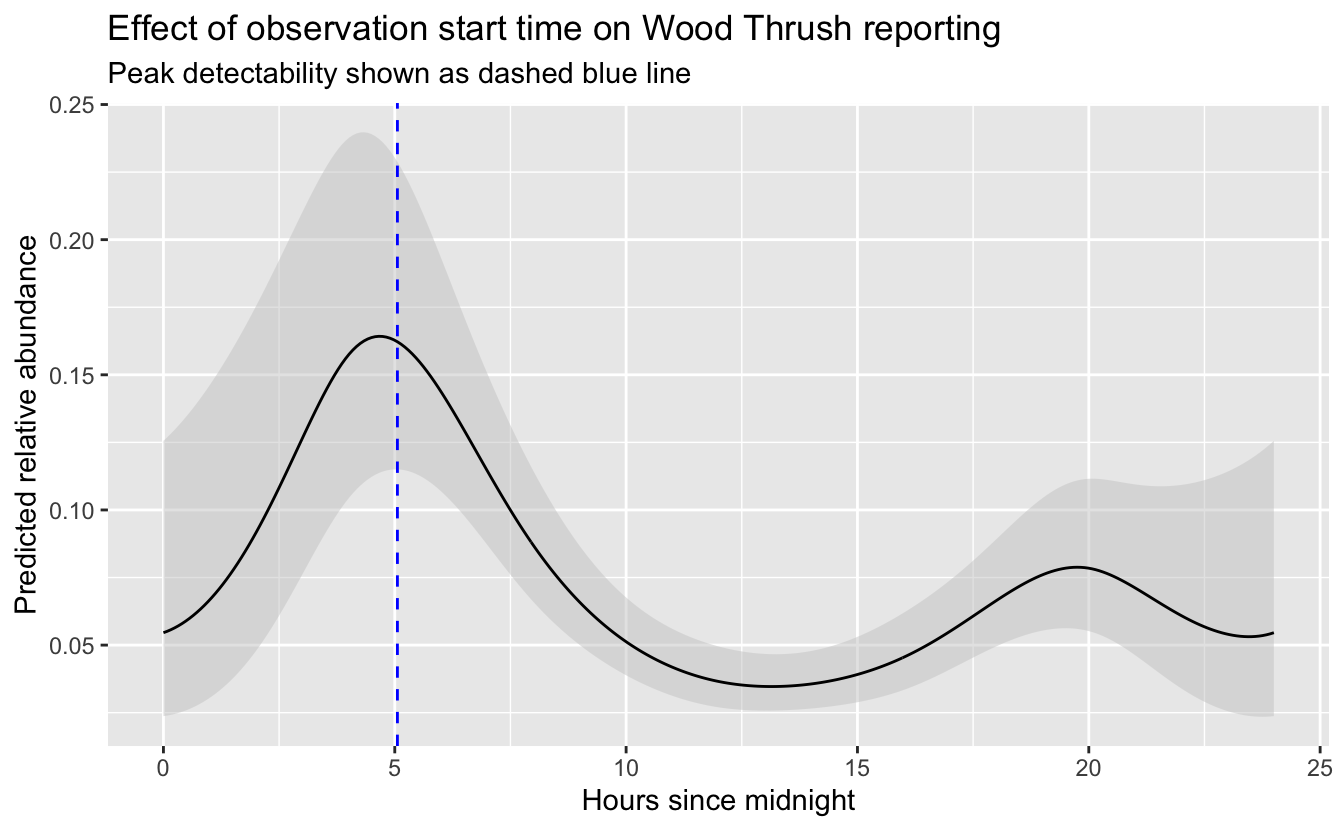 Effect of observation start time on Wood Thrush reporting
Peak detectability shown as dashed blue line
0.25
0.20
0.15
0.10
0.05
Predicted relative abundance
0 5 10 15 20 25
Hours since midnight